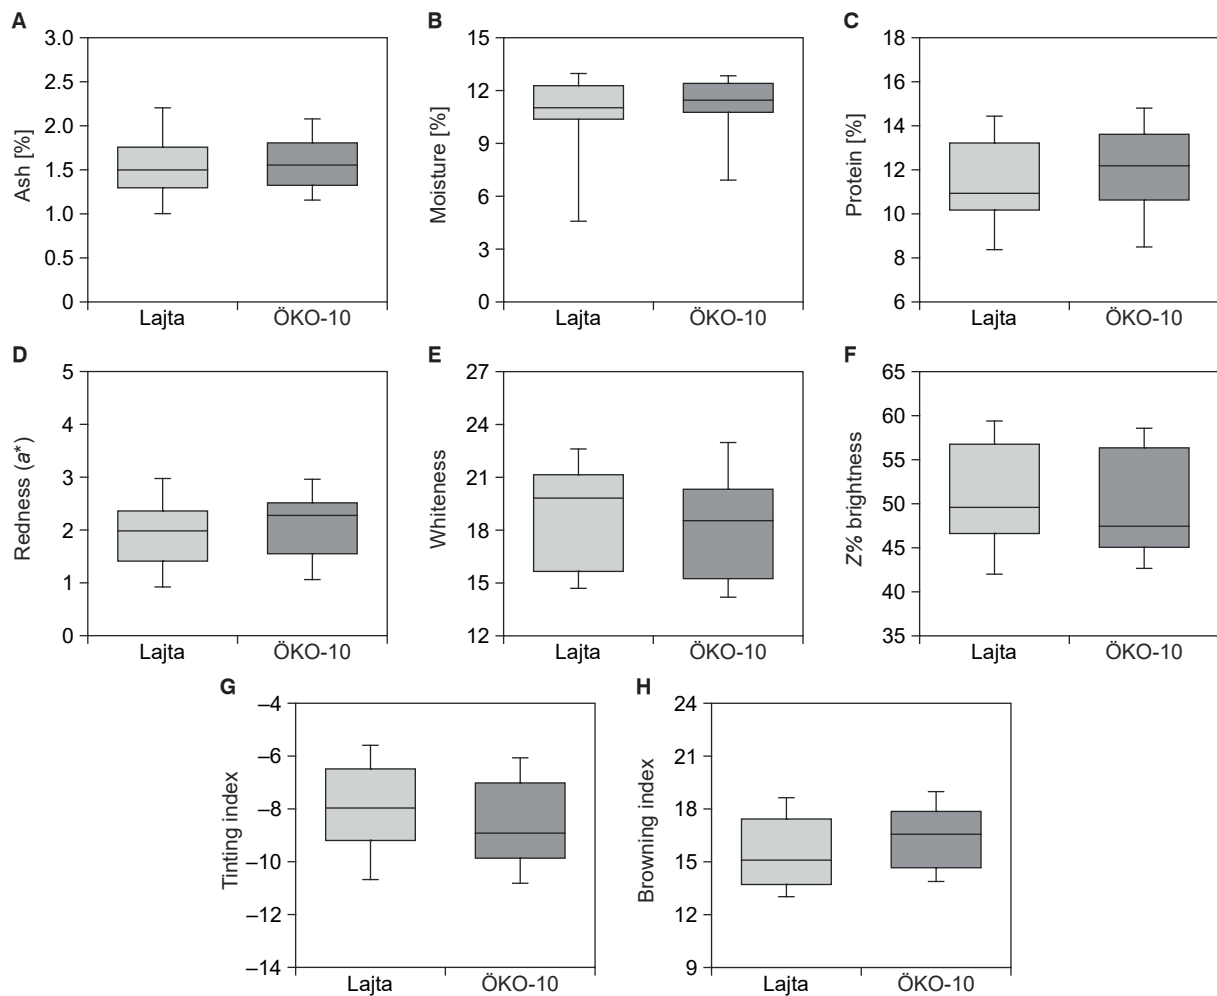 A
Ash [%]
3.0
2.5
2.0
1.5
1.0
0.5
0
Lajta ÖKO-10
B
Moisture [%]
15
12
9
6
3
0
Lajta ÖKO-10
C
Protein [%]
18
16
14
12
10
8
6
Lajta ÖKO-10
D
Redness (a*)
5
4
3
2
1
0
Lajta ÖKO-10
E
Whiteness
27
24
21
18
15
12
Lajta ÖKO-10
F
Z% brightness
65
60
55
50
45
40
35
Lajta ÖKO-10
G
Tinting index
–4
–6
–8
–10
–12
–14
Lajta ÖKO-10
H
Browning index
24
21
18
15
12
9
Lajta ÖKO-10